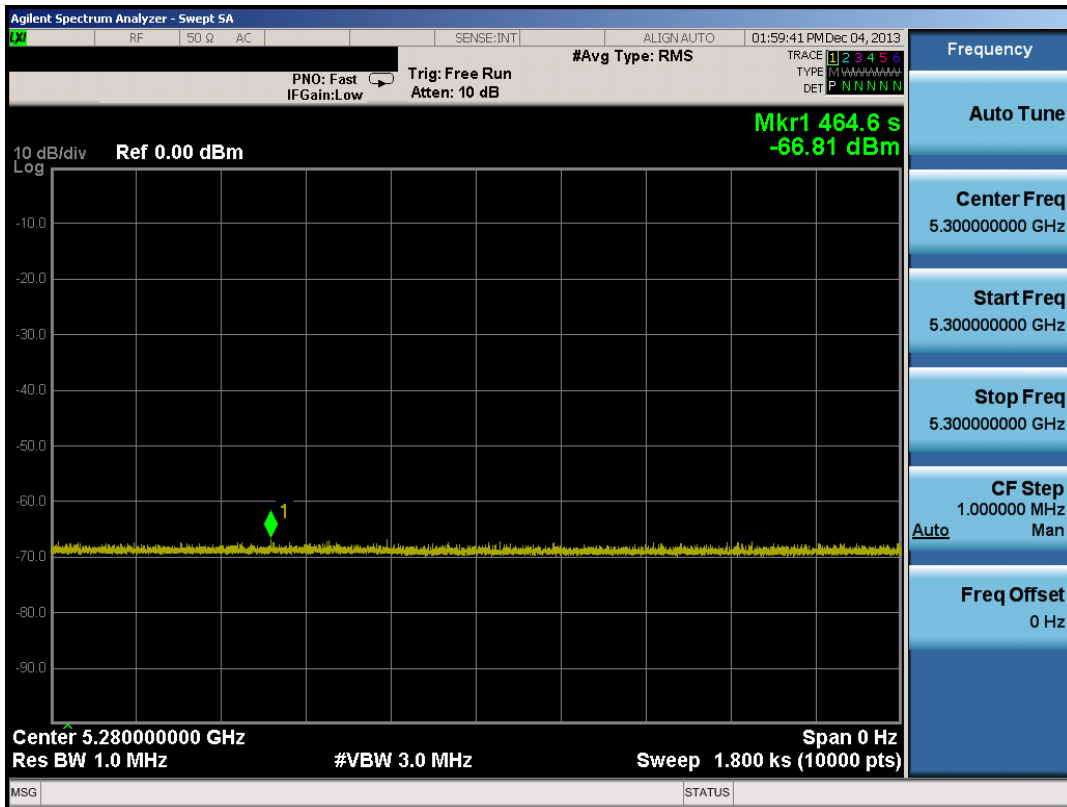 Agilent Spectrum Analyzer - Swept SA
LXI RF 50 Ω AC SENSE:INT ALIGN AUTO 01:59:41 PM Dec 04, 2013
Frequency
#Avg Type: RMS
TRACE 1 2 3 4 5 6
TYPE M WWWWW
DET P N N N N N
PNO: Fast
IFGain:Low
Trig: Free Run
Atten: 10 dB
Mkr1 464.6 s
-66.81 dBm
10 dB/div
Log
Ref 0.00 dBm
-10.0
-20.0
-30.0
-40.0
-50.0
-60.0
-70.0
-80.0
-90.0
1
Center 5.280000000 GHz
Span 0 Hz
Res BW 1.0 MHz
#VBW 3.0 MHz
Sweep 1.800 ks (10000 pts)
MSG
STATUS
Auto Tune
Center Freq
5.300000000 GHz
Start Freq
5.300000000 GHz
Stop Freq
5.300000000 GHz
CF Step
1.000000 MHz
Auto Man
Freq Offset
0 Hz